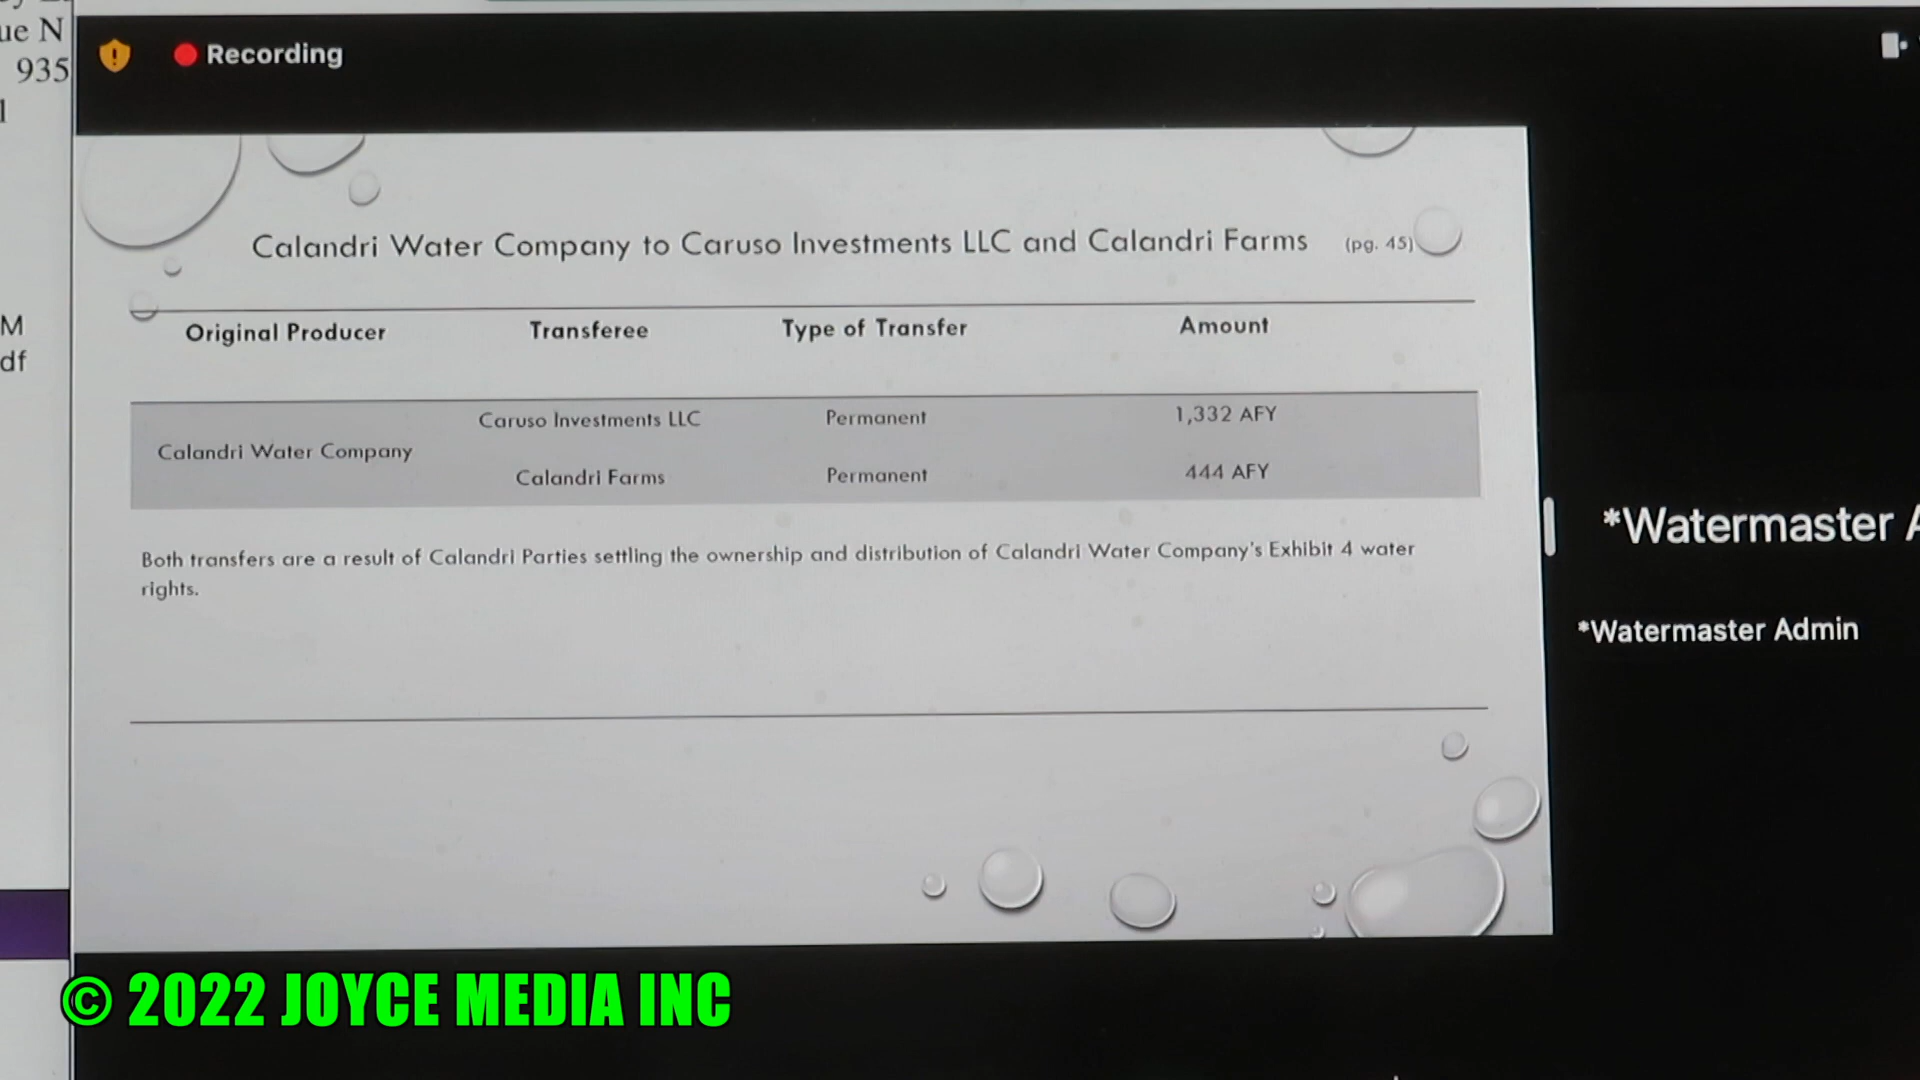 ue N
935
Recording
Calandri Water Company to Caruso Investments LLC and Calandri Farms (pg. 45)
Original Producer Transferee Type of Transfer Amount
M
df
Caruso Investments LLC Permanent 1,332 AFY
Calandri Water Company
Calandri Farms Permanent 444 AFY
*Watermaster A
Both transfers are a result of Calandri Parties settling the ownership and distribution of Calandri Water Company's Exhibit 4 water
rights.
*Watermaster Admin
© 2022 JOYCE MEDIA INC